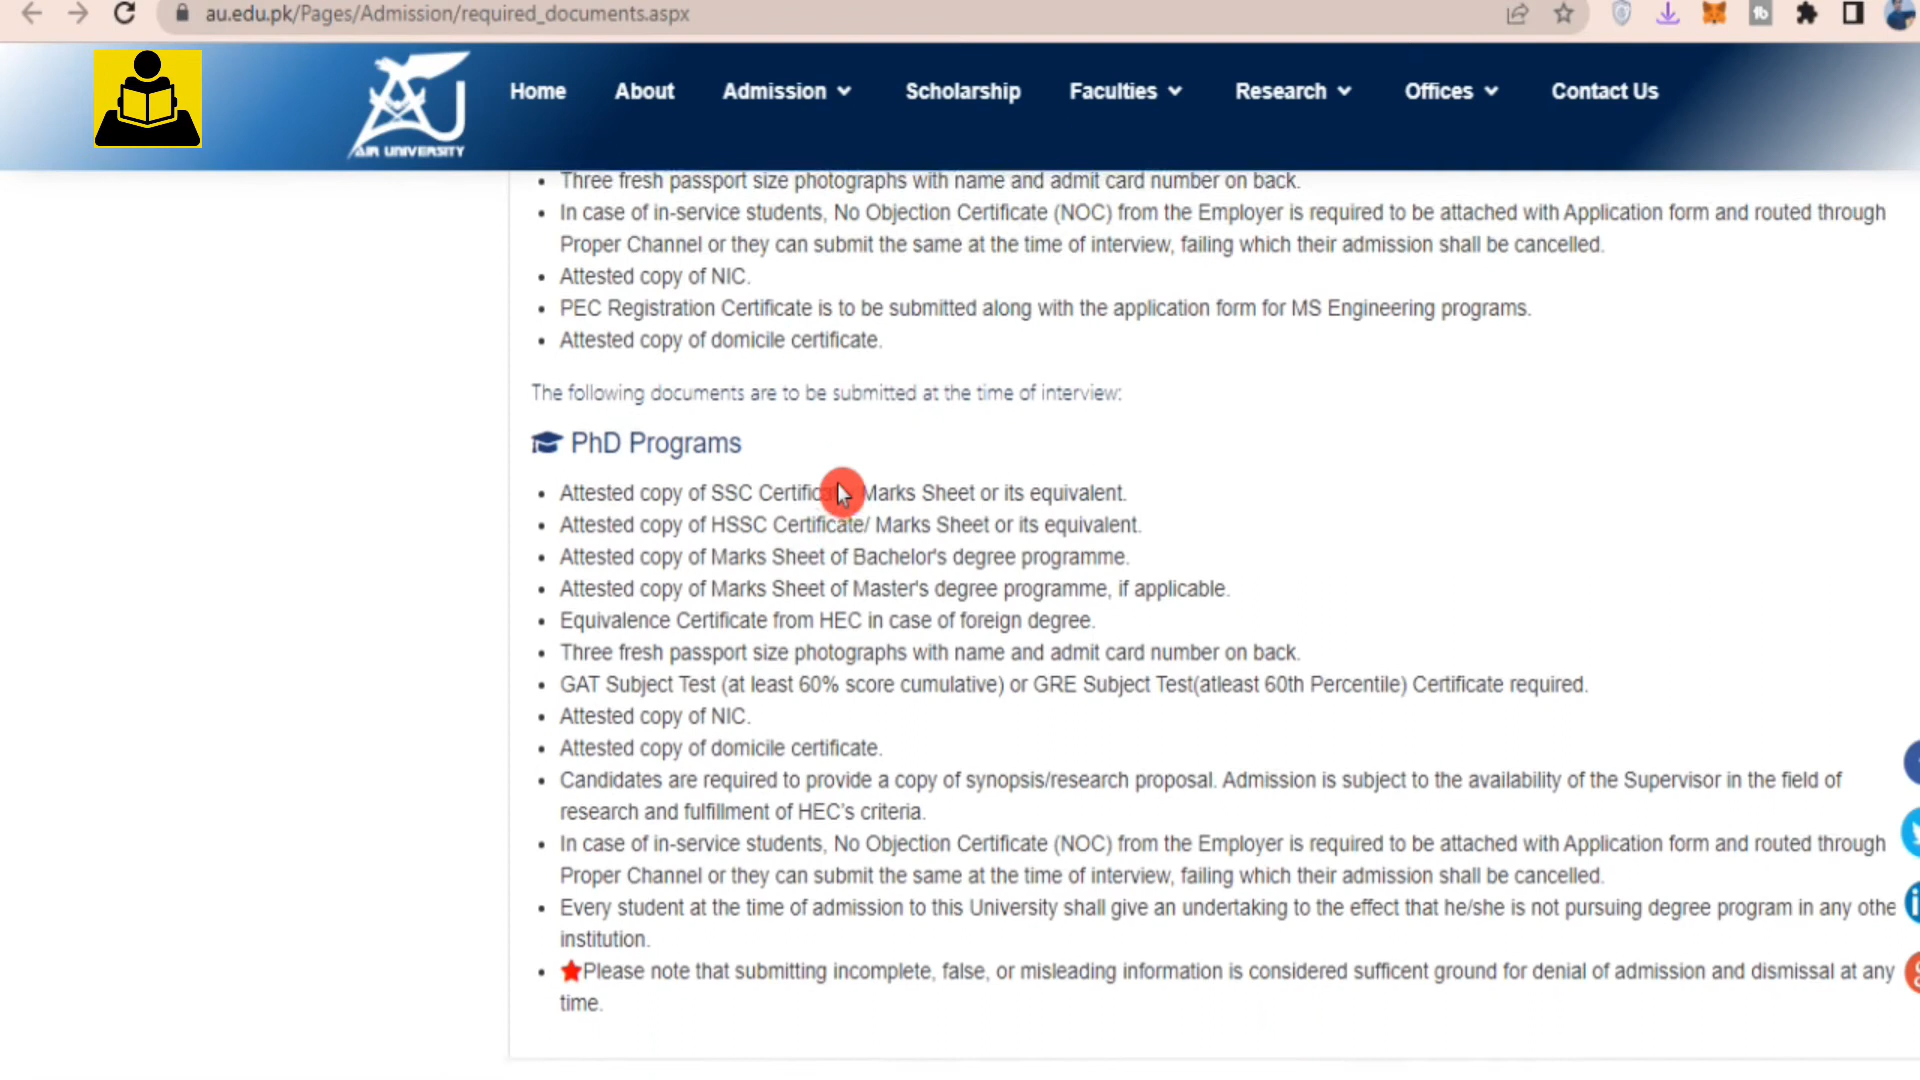 au.edu.pk/Pages/Admission/required_documents.aspx
AIR UNIVERSITY
Home About Admission Scholarship Faculties Research Offices Contact Us
Three fresh passport size photographs with name and admit card number on back.
In case of in-service students, No Objection Certificate (NOC) from the Employer is required to be attached with Application form and routed through
Proper Channel or they can submit the same at the time of interview, failing which their admission shall be cancelled.
Attested copy of NIC.
PEC Registration Certificate is to be submitted along with the application form for MS Engineering programs.
Attested copy of domicile certificate.
The following documents are to be submitted at the time of interview:
PhD Programs
Attested copy of SSC Marks Sheet or its equivalent.
Attested copy of HSSC Certificate/ Marks Sheet or its equivalent.
Attested copy of Marks Sheet of Bachelor's degree programme.
Attested copy of Marks Sheet of Master's degree programme, if applicable.
Equivalence Certificate from HEC in case of foreign degree.
Three fresh passport size photographs with name and admit card number on back.
GAT Subject Test (at least 60% score cumulative) or GRE Subject Test(atleast 60th Percentile) Certificate required.
Attested copy of NIC.
Attested copy of domicile certificate.
Candidates are required to provide a copy of synopsis/research proposal. Admission is subject to the availability of the Supervisor in the field of
research and fulfillment of HEC's criteria.
In case of in-service students, No Objection Certificate (NOC) from the Employer is required to be attached with Application form and routed through
Proper Channel or they can submit the same at the time of interview, failing which their admission shall be cancelled.
Every student at the time of admission to this University shall give an undertaking to the effect that he/she is not pursuing degree program in any othe
institution.
Please note that submitting incomplete, false, or misleading information is considered sufficent ground for denial of admission and dismissal at any
time.